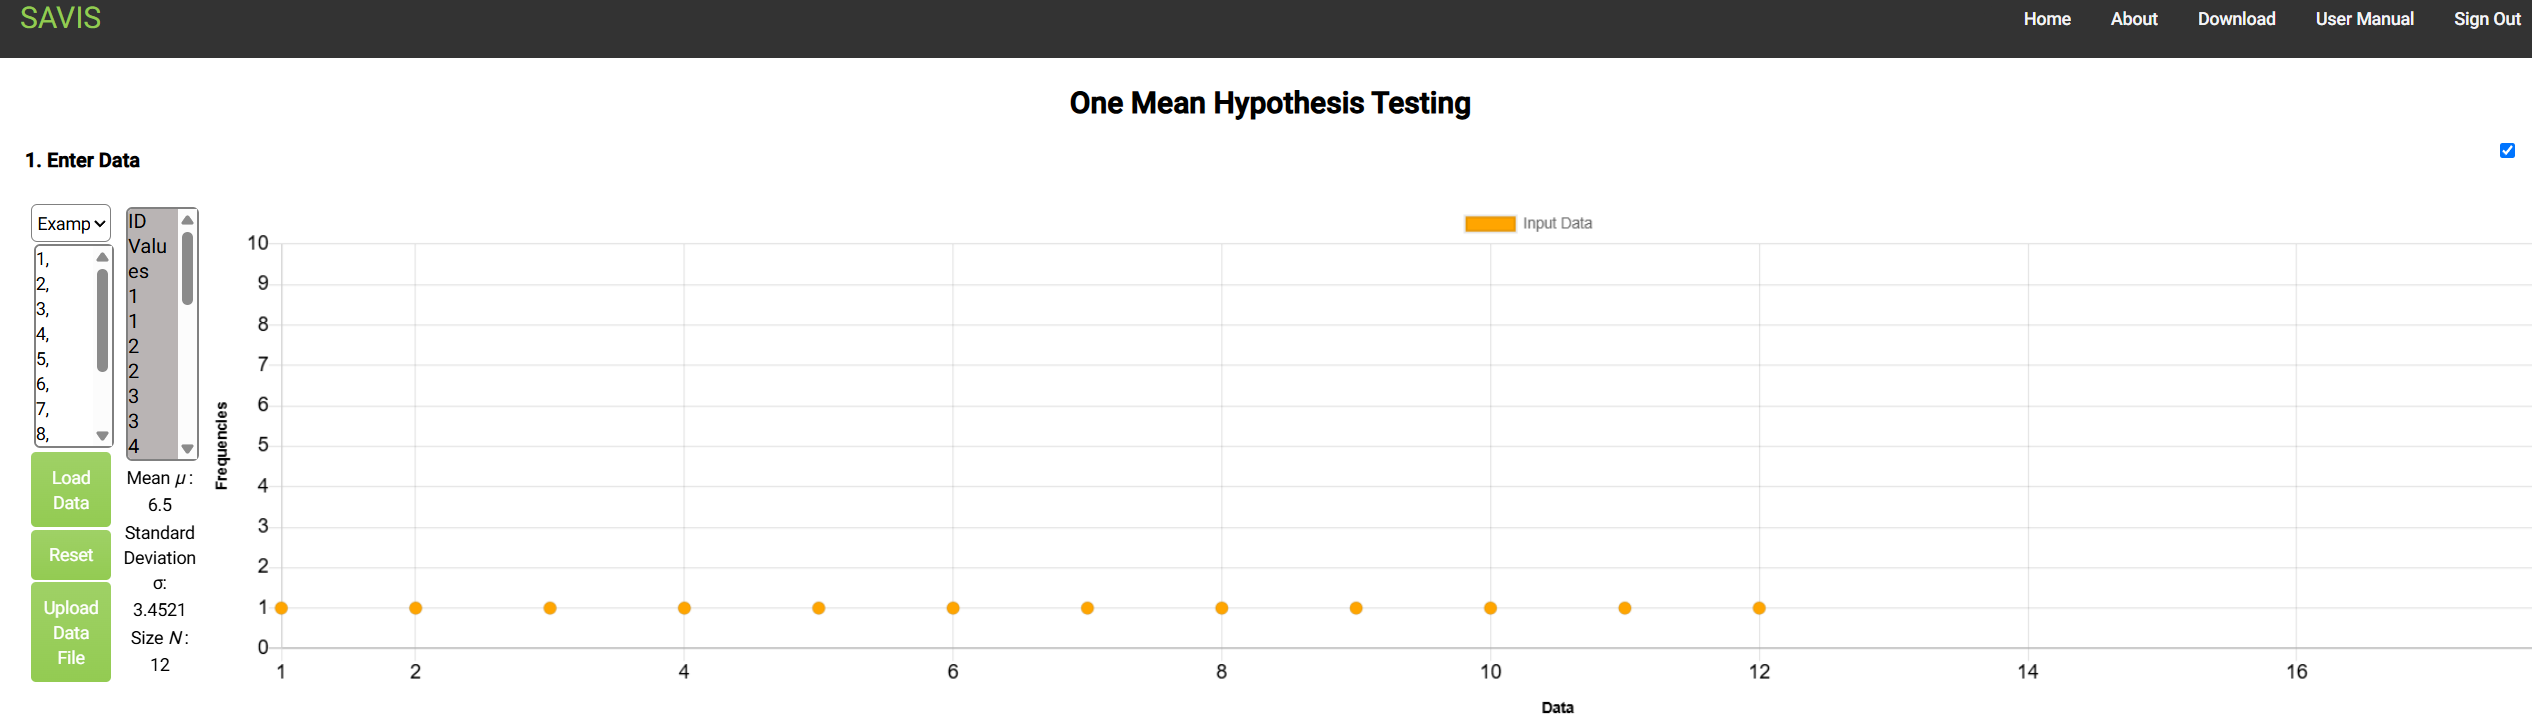 SAVIS
Home About Download User Manual Sign Out
One Mean Hypothesis Testing
1. Enter Data
Examp
1,
2,
3,
4,
5,
6,
7,
8,
Load
Data
Reset
Upload
Data
File
ID
Valu
es
1
1
2
2
3
3
4
Mean μ :
6.5
Standard
Deviation
σ:
3.4521
Size N :
12
Input Data
Frequencies
10
9
8
7
6
5
4
3
2
1
0
1 2 4 6 8 10 12 14 16
Data